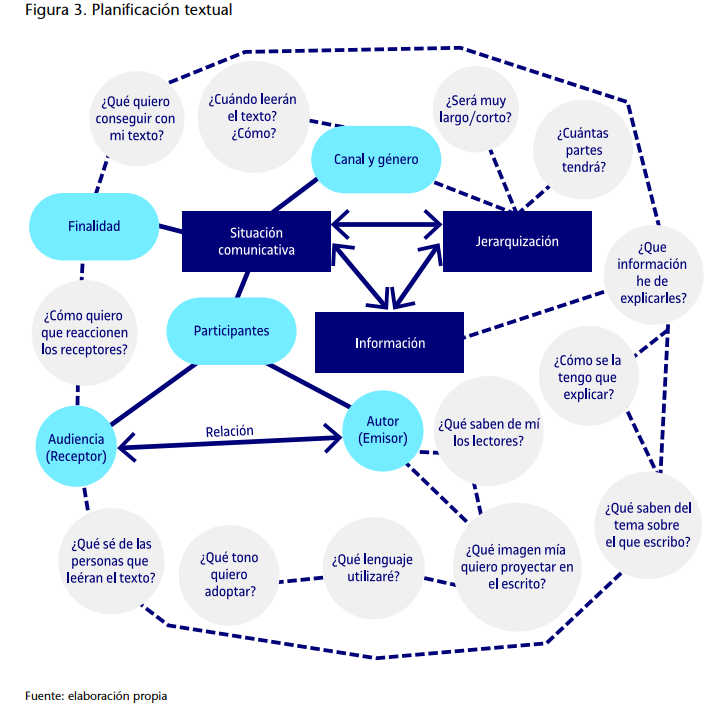 Figura 3. Planificación textual
¿Qué quiero
conseguir con
mi texto?
¿Cuándo leerán
el texto?
¿Cómo?
¿Será muy
largo/corto?
¿Cuántas
partes
tendrá?
Canal y género
Finalidad
Situación
comunicativa
Jerarquización
¿Que
información
he de
explicarles?
¿Cómo quiero
que reaccionen
los receptores?
Participantes
Información
¿Cómo se la
tengo que
explicar?
Audiencia
(Receptor)
Relación
Autor
(Emisor)
¿Qué saben de mí
los lectores?
¿Qué saben del
tema sobre
el que escribo?
¿Qué sé de las
personas que
leéran el texto?
¿Qué tono
quiero
adoptar?
¿Qué lenguaje
utilizaré?
¿Qué imagen mía
quiero proyectar en
el escrito?
Fuente: elaboración propia